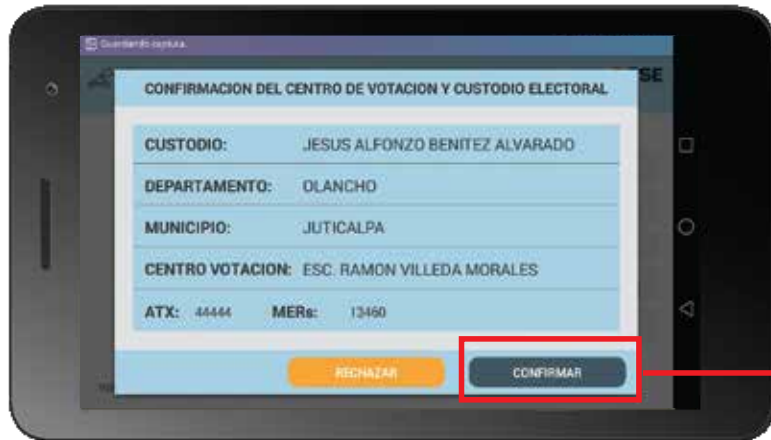 Guardando captura.
SE
CONFIRMACION DEL CENTRO DE VOTACION Y CUSTODIO ELECTORAL
CUSTODIO: JESUS ALFONZO BENITEZ ALVARADO
DEPARTAMENTO: OLANCHO
MUNICIPIO: JUTICALPA
CENTRO VOTACION: ESC. RAMON VILLEDA MORALES
ATX: 44444 MERs: 13460
RECHAZAR CONFIRMAR